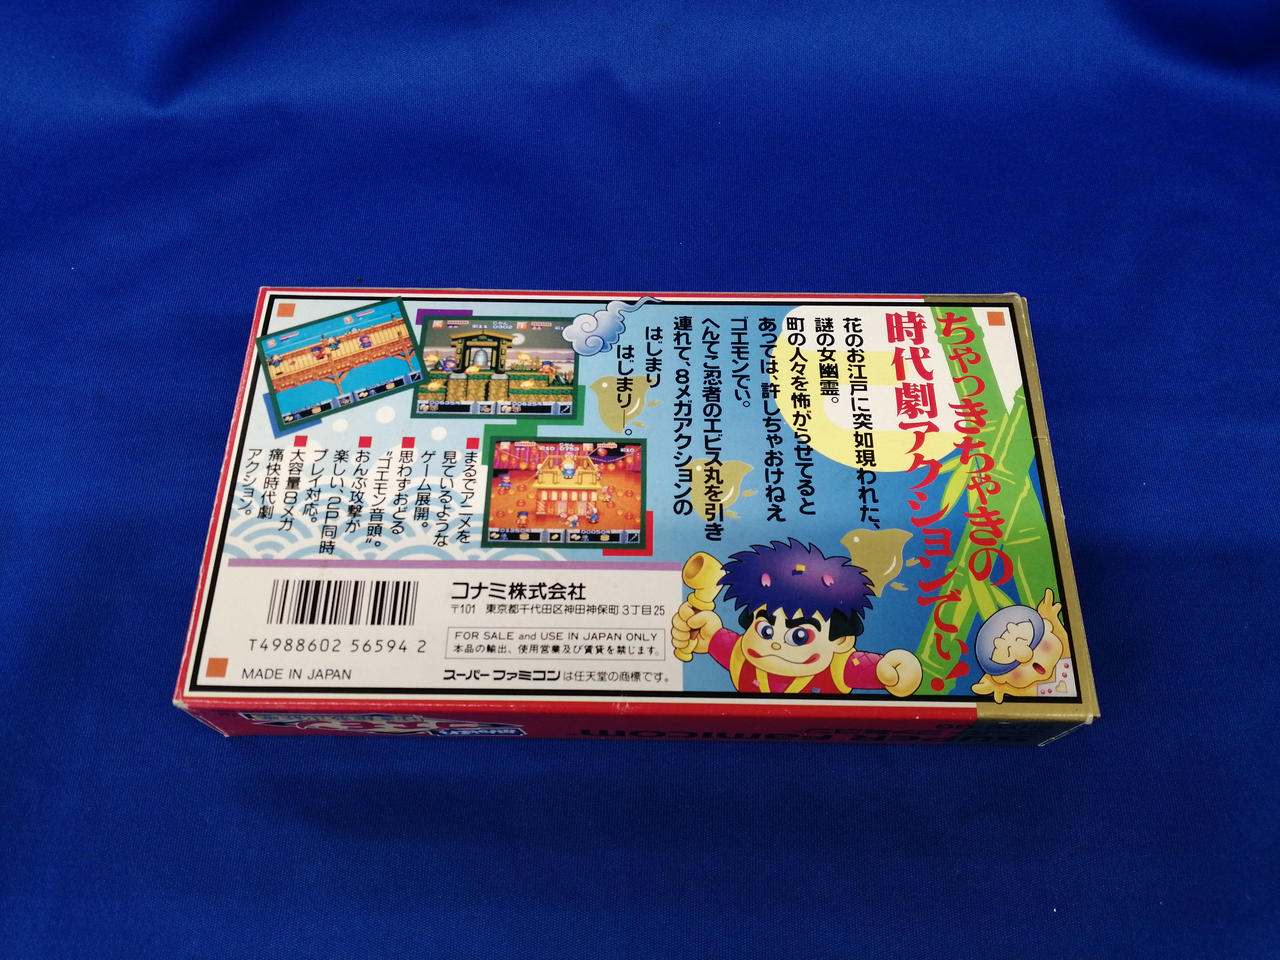 ちゃっきちゃきの
時代劇アクションでぃ!
花のお江戸に突如現われた、
謎の女幽霊。
町の人々を怖がらせてると
あっては、許しちゃおけねえ
ゴエモンでぃ。
へんてこ忍者のエビス丸を引き
連れて、8メガアクションの
はじまり
はじまりー。
まるでアニメを
見ているような
ゲーム展開。
思わずおどる
"ゴエモン音頭"。
おんぶ攻撃が
楽しい、2P同時
プレイ対応。
大容量8メガ
痛快時代劇
アクション。
コナミ株式会社
〒101 東京都千代田区神田神保町3丁目25
FOR SALE and USE IN JAPAN ONLY
本品の輸出、使用営業及び賃貸を禁じます。
スーパーファミコンは任天堂の商標です。
T4988602 565942
MADE IN JAPAN
SUPER Famicom